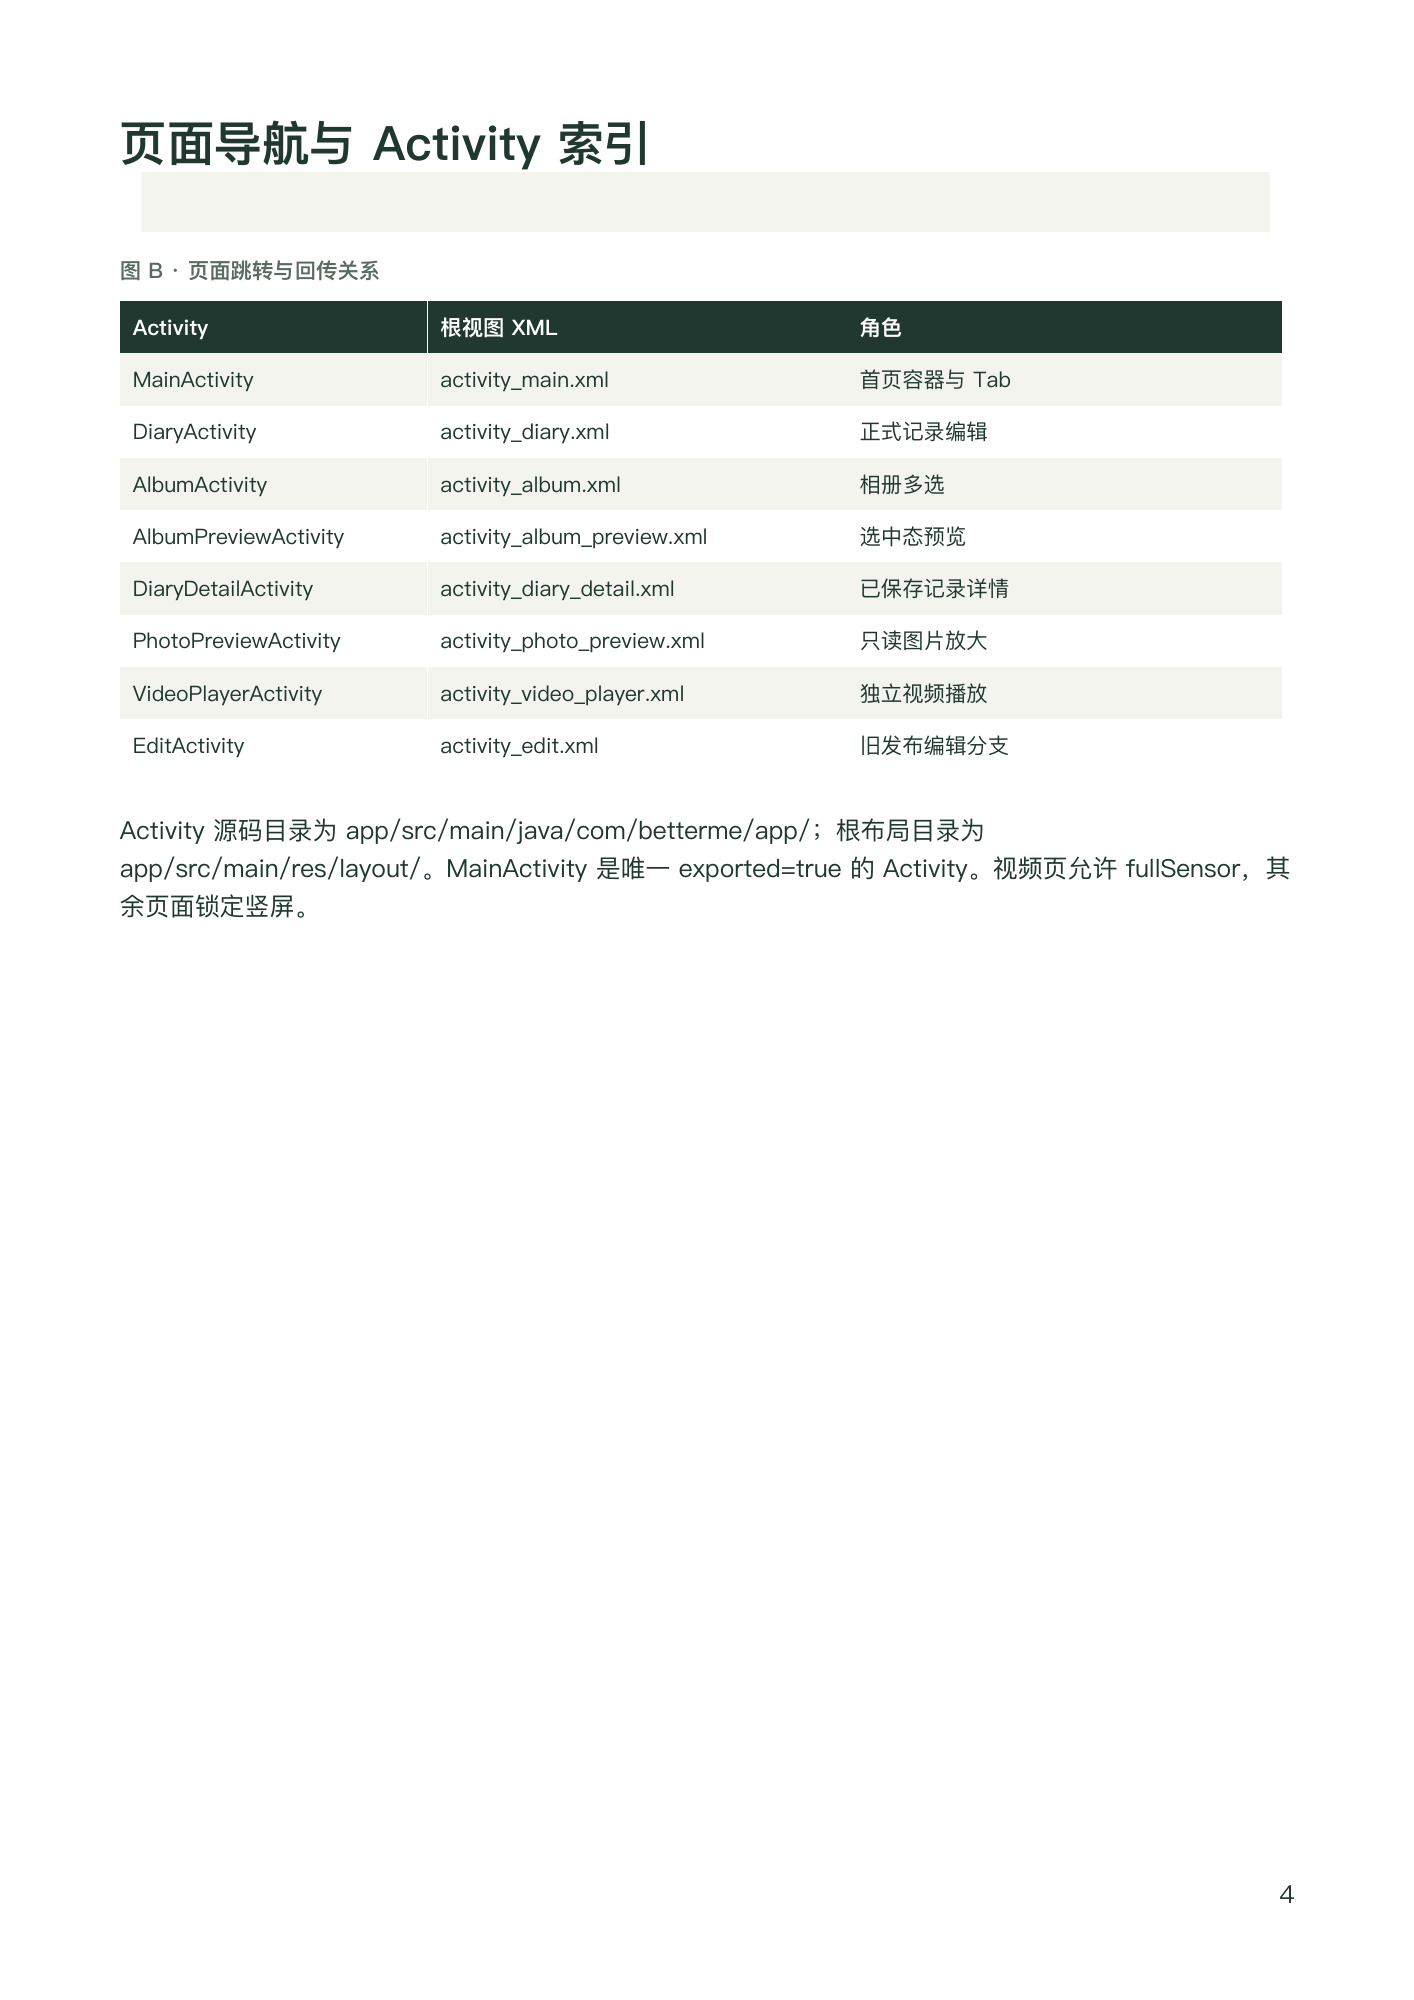 页面导航与 Activity 索引
图 B · 页面跳转与回传关系
Activity 根视图 XML 角色
MainActivity activity_main.xml 首页容器与 Tab
DiaryActivity activity_diary.xml 正式记录编辑
AlbumActivity activity_album.xml 相册多选
AlbumPreviewActivity activity_album_preview.xml 选中态预览
DiaryDetailActivity activity_diary_detail.xml 已保存记录详情
PhotoPreviewActivity activity_photo_preview.xml 只读图片放大
VideoPlayerActivity activity_video_player.xml 独立视频播放
EditActivity activity_edit.xml 旧发布编辑分支
Activity 源码目录为 app/src/main/java/com/betterme/app/；根布局目录为
app/src/main/res/layout/。MainActivity 是唯一 exported=true 的 Activity。视频页允许 fullSensor，其
余页面锁定竖屏。
4